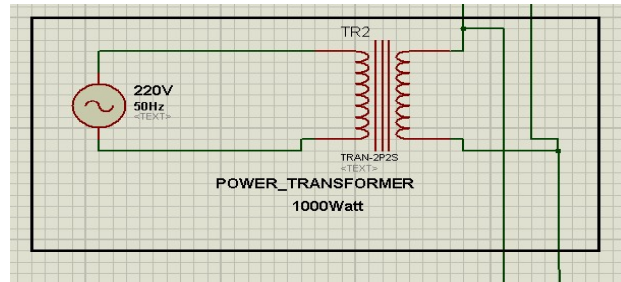 TR2
220V
50Hz
<TEXT>
TRAN-2P2S
<TEXT>
POWER_TRANSFORMER
1000Watt